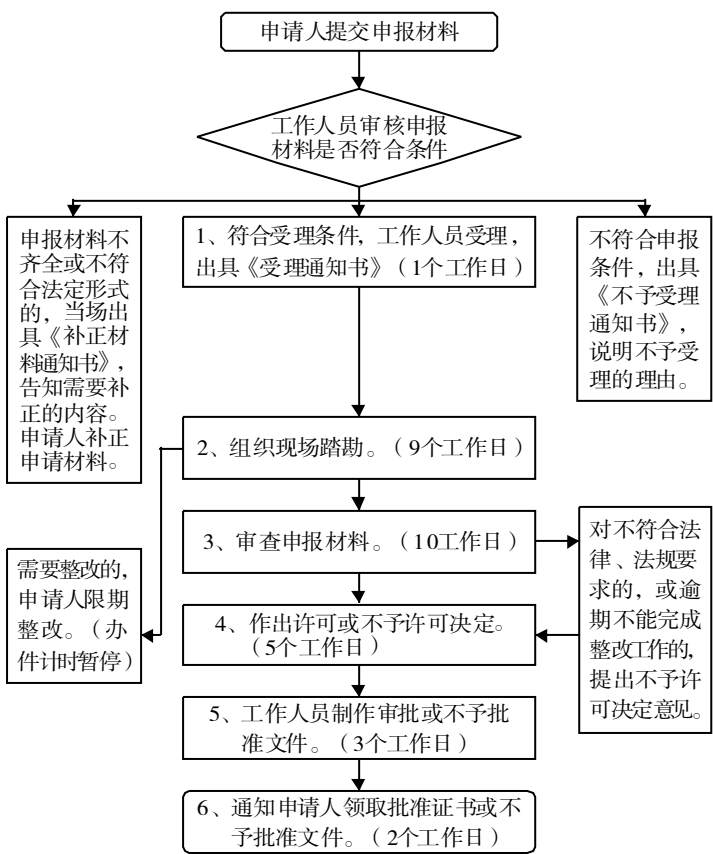 申请人提交申报材料
工作人员审核申报
材料是否符合条件
申报材料不
齐全或不符
合法定形式
的，当场出
具《补正材
料通知书》，
告知需要补
正的内容。
申请人补正
申请材料。
1、符合受理条件，工作人员受理，
出具《受理通知书》（1个工作日）
不符合申报
条件，出具
《不予受理
通知书》，
说明不予受
理的理由。
2、组织现场踏勘。（9个工作日）
3、审查申报材料。（10工作日）
需要整改的，
申请人限期
整改。（办
件计时暂停）
4、作出许可或不予许可决定。
（5个工作日）
对不符合法
律、法规要
求的，或逾
期不能完成
整改工作的，
提出不予许
可决定意见。
5、工作人员制作审批或不予批
准文件。（3个工作日）
6、通知申请人领取批准证书或不
予批准文件。（2个工作日）